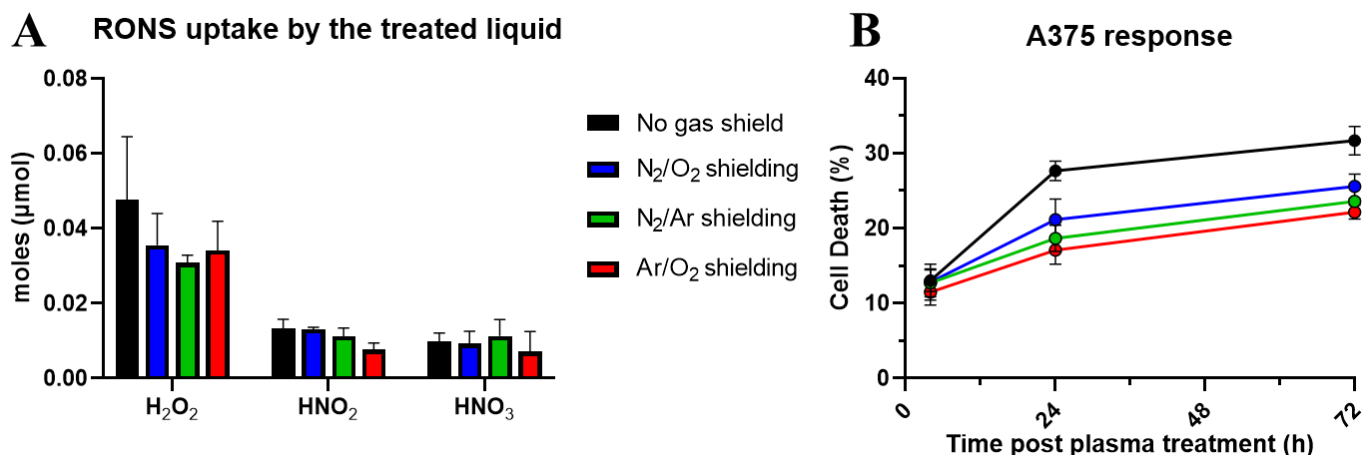 A
RONS uptake by the treated liquid
moles (µmol)
0.08
0.06
0.04
0.02
0.00
H₂O₂
HNO₂
HNO₃
No gas shield
N₂/O₂ shielding
N₂/Ar shielding
Ar/O₂ shielding
B
A375 response
Cell Death (%)
40
30
20
10
0
0
24
48
72
Time post plasma treatment (h)